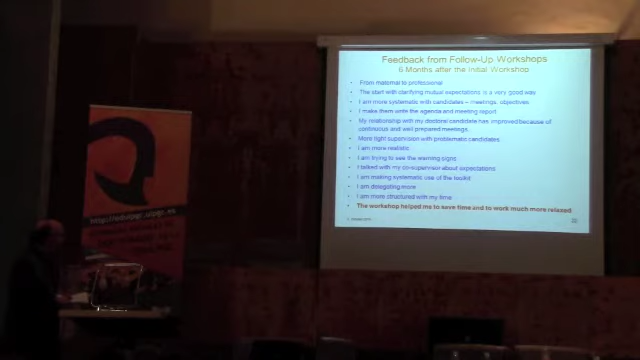 Feedback from Follow-Up Workshops
6 Months after the Initial Workshop
• From maternal to professional
• The start with clarifying mutual expectations is a very good way
• I am more systematic with candidates – meetings, objectives
• I make them write the agenda and meeting report
• My relationship with my doctoral candidate has improved because of
continuous and well prepared meetings.
• More tight supervision with problematic candidates
• I am more realistic
• I am trying to see the warning signs
• I talked with my co-supervisor about expectations
• I am making systematic use of the toolkit
• I am delegating more
• I am more structured with my time
• The workshop helped me to save time and to work much more relaxed